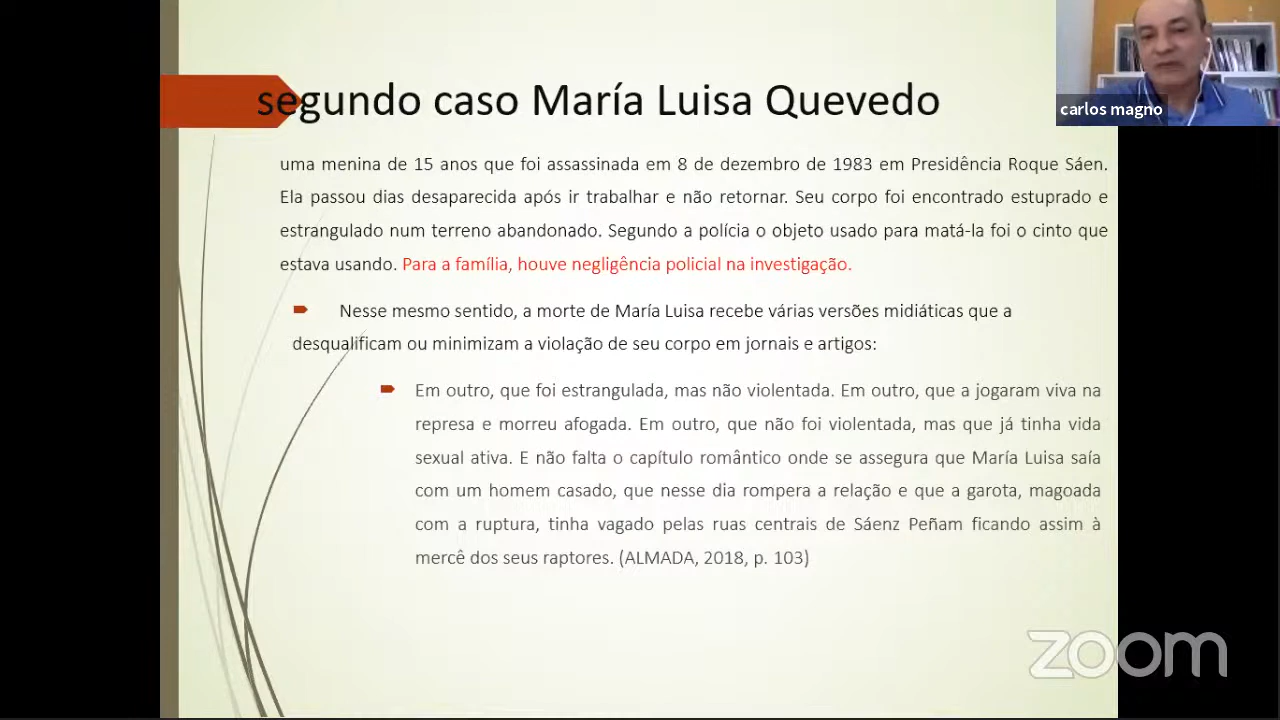 segundo caso María Luisa Quevedo
carlos magno
uma menina de 15 anos que foi assassinada em 8 de dezembro de 1983 em Presidência Roque Sáen.
Ela passou dias desaparecida após ir trabalhar e não retornar. Seu corpo foi encontrado estuprado e
estrangulado num terreno abandonado. Segundo a polícia o objeto usado para matá-la foi o cinto que
estava usando. Para a família, houve negligência policial na investigação.
Nesse mesmo sentido, a morte de María Luisa recebe várias versões midiáticas que a
desqualificam ou minimizam a violação de seu corpo em jornais e artigos:
Em outro, que foi estrangulada, mas não violentada. Em outro, que a jogaram viva na
represa e morreu afogada. Em outro, que não foi violentada, mas que já tinha vida
sexual ativa. E não falta o capítulo romântico onde se assegura que María Luisa saía
com um homem casado, que nesse dia rompera a relação e que a garota, magoada
com a ruptura, tinha vagado pelas ruas centrais de Sáenz Peñam ficando assim à
mercê dos seus raptores. (ALMADA, 2018, p. 103)
zoom